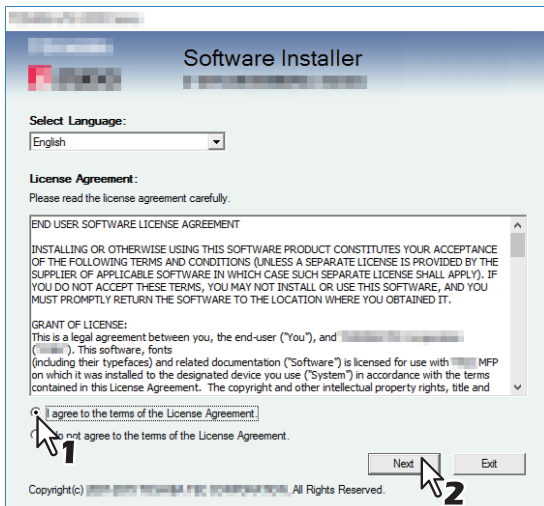 Software Installer
Select Language:
English
License Agreement:
Please read the license agreement carefully.
END USER SOFTWARE LICENSE AGREEMENT
INSTALLING OR OTHERWISE USING THIS SOFTWARE PRODUCT CONSTITUTES YOUR ACCEPTANCE
OF THE FOLLOWING TERMS AND CONDITIONS (UNLESS A SEPARATE LICENSE IS PROVIDED BY THE
SUPPLIER OF APPLICABLE SOFTWARE IN WHICH CASE SUCH SEPARATE LICENSE SHALL APPLY). IF
YOU DO NOT ACCEPT THESE TERMS, YOU MAY NOT INSTALL OR USE THIS SOFTWARE, AND YOU
MUST PROMPTLY RETURN THE SOFTWARE TO THE LOCATION WHERE YOU OBTAINED IT.
GRANT OF LICENSE:
This is a legal agreement between you, the end-user ("You"), and
("   "). This software, fonts
(including their typefaces) and related documentation ("Software") is licensed for use with MFP
on which it was installed to the designated device you use ("System") in accordance with the terms
contained in this License Agreement. The copyright and other intellectual property rights, title and
I agree to the terms of the License Agreement.
1
do not agree to the terms of the License Agreement.
Next
Exit
2
Copyright(c) All Rights Reserved.